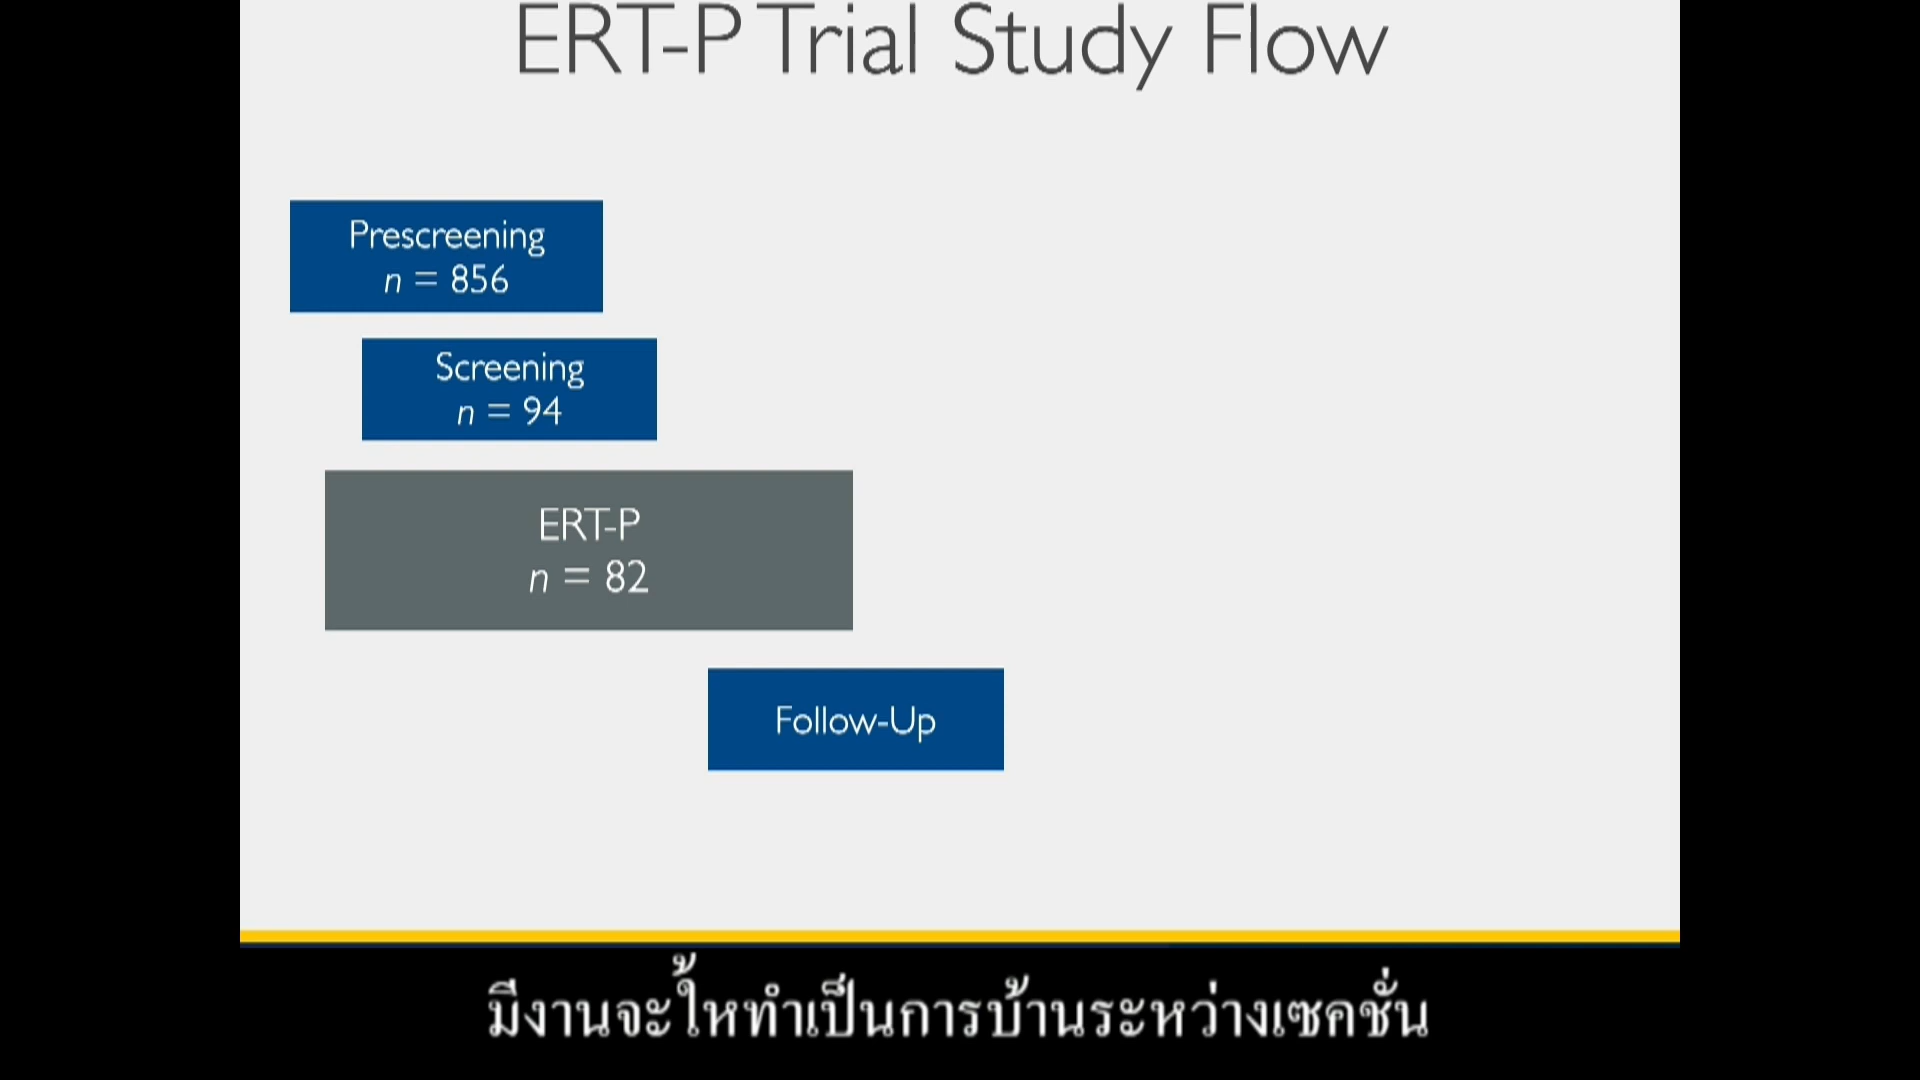 ERT-P Trial Study Flow
Prescreening
n = 856
Screening
n = 94
ERT-P
n = 82
Follow-Up
มีงานจะใ้หทำเป็นการบ้านระหว่างเซคชั่น